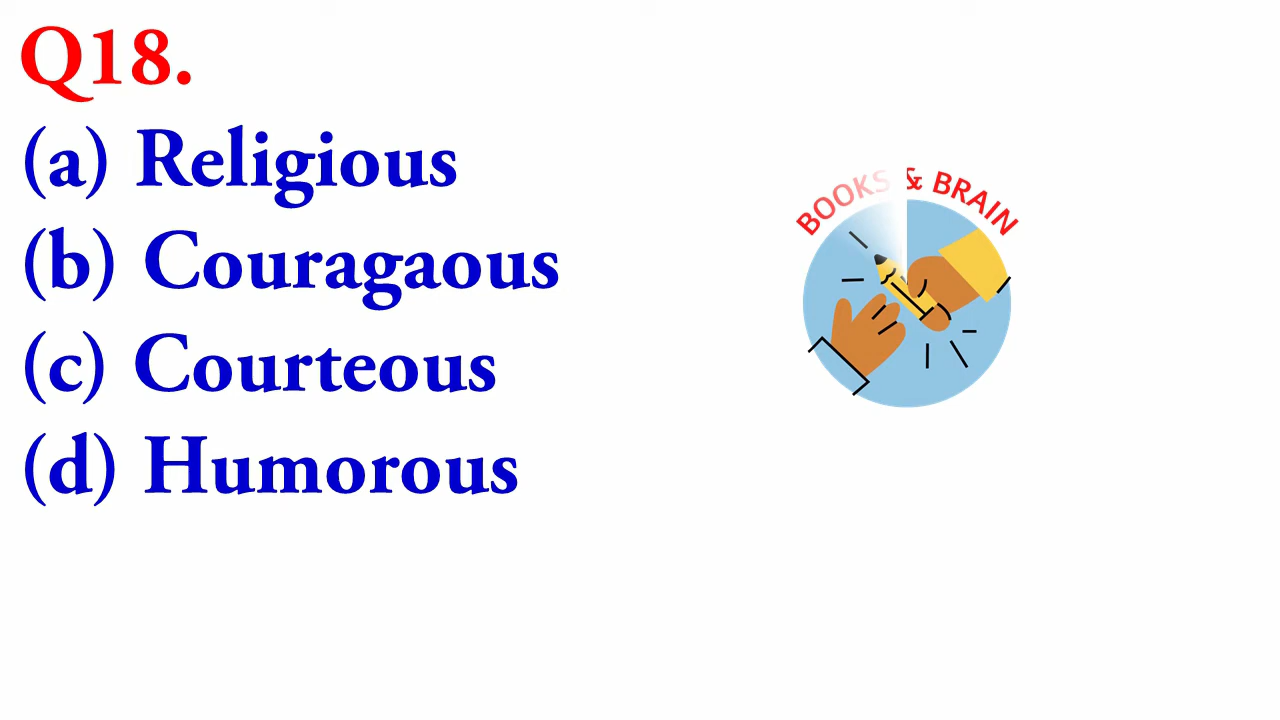 Q18.
(a) Religious
(b) Couragaous
(c) Courteous
(d) Humorous
BOOKS & BRAIN